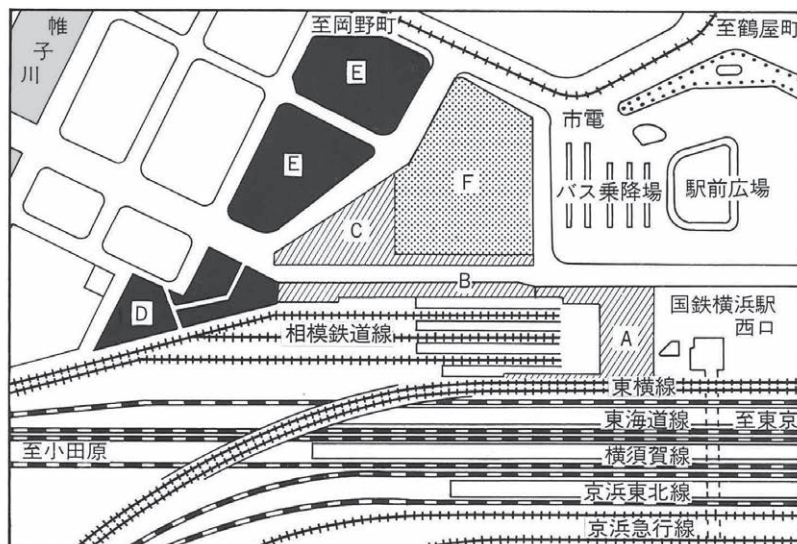 帷子川
至岡野町
至鶴屋町
E
市電
E
F
バス乗降場
駅前広場
C
B
国鉄横浜駅
西口
D
相模鉄道線
A
東横線
東海道線
至東京
至小田原
横須賀線
京浜東北線
京浜急行線